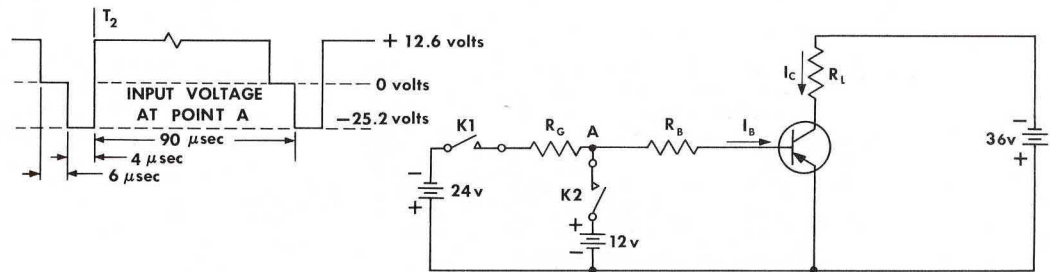 T2
+ 12.6 volts
0 volts
INPUT VOLTAGE
AT POINT A
−25.2 volts
90 μsec
4 μsec
6 μsec
K1
RG
A
RB
IB
IC
RL
−
24v
+
K2
+
12v
−
−
36v
+